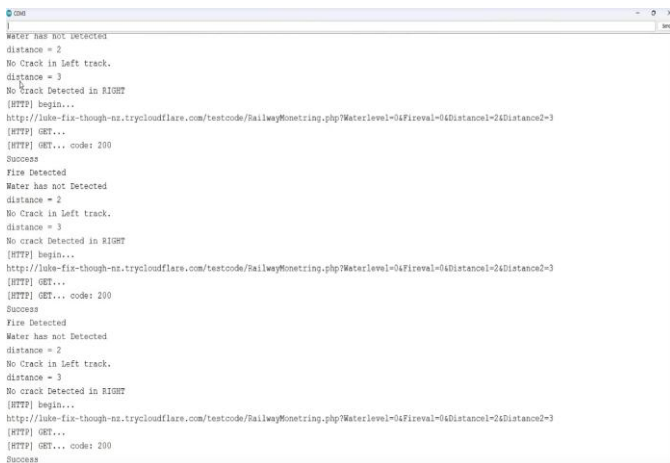 COM3
Send
Water has not Detected
distance = 2
No Crack in Left track.
distance = 3
No crack Detected in RIGHT
[HTTP] begin...
http://luke-fix-though-nz.trycloudflare.com/testcode/RailwayMonetring.php?Waterlevel=0&Fireval=0&Distance1=2&Distance2=3
[HTTP] GET...
[HTTP] GET... code: 200
Success
Fire Detected
Water has not Detected
distance = 2
No Crack in Left track.
distance = 3
No crack Detected in RIGHT
[HTTP] begin...
http://luke-fix-though-nz.trycloudflare.com/testcode/RailwayMonetring.php?Waterlevel=0&Fireval=0&Distance1=2&Distance2=3
[HTTP] GET...
[HTTP] GET... code: 200
Success
Fire Detected
Water has not Detected
distance = 2
No Crack in Left track.
distance = 3
No crack Detected in RIGHT
[HTTP] begin...
http://luke-fix-though-nz.trycloudflare.com/testcode/RailwayMonetring.php?Waterlevel=0&Fireval=0&Distance1=2&Distance2=3
[HTTP] GET...
[HTTP] GET... code: 200
Success